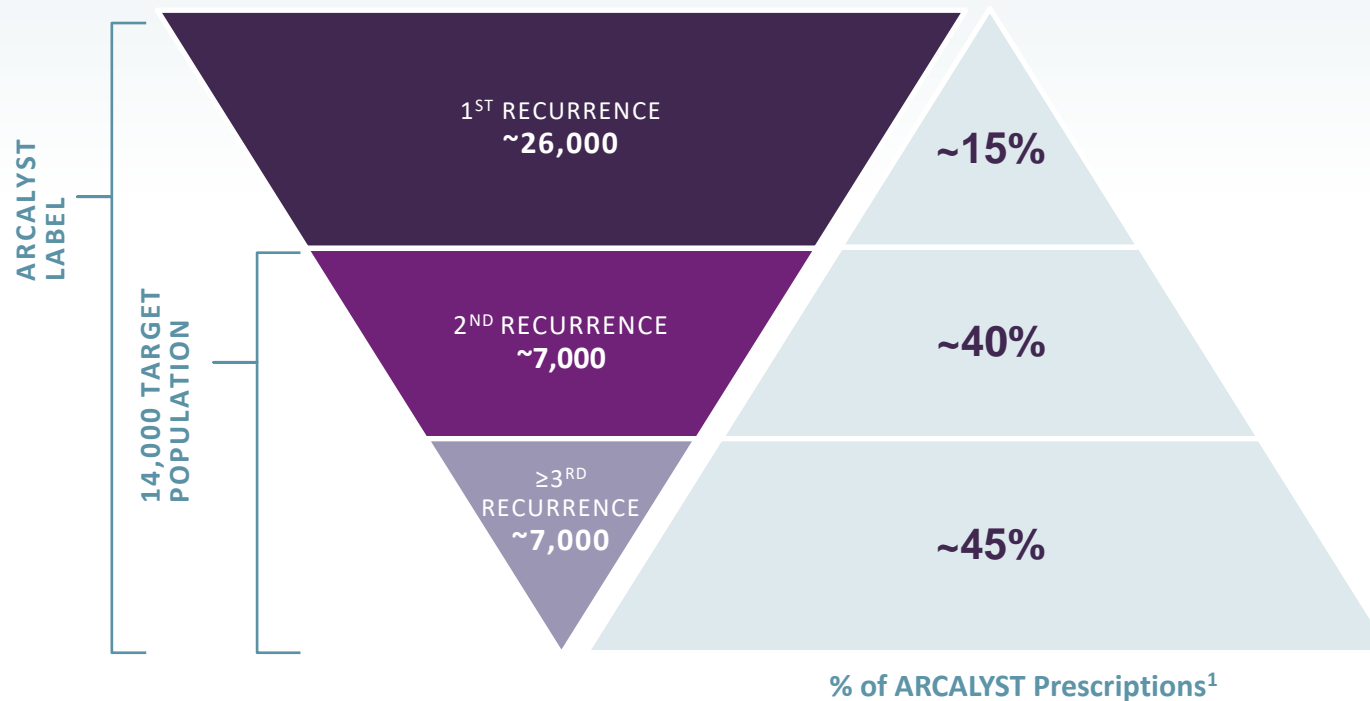 ARCALYST
LABEL
14,000 TARGET
POPULATION
1ST RECURRENCE
~26,000
~15%
2ND RECURRENCE
~7,000
~40%
≥3RD
RECURRENCE
~7,000
~45%
% of ARCALYST Prescriptions1